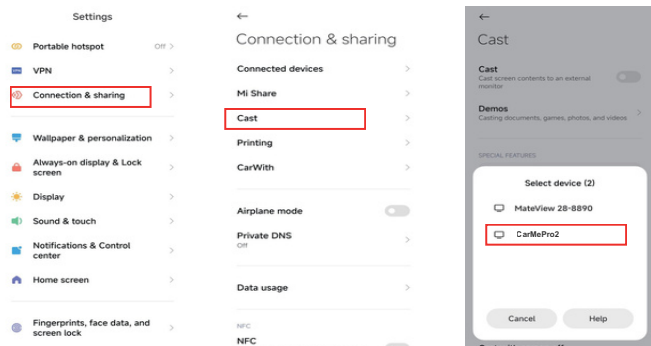 Settings
Portable hotspot Off >
VPN >
Connection & sharing >
Wallpaper & personalization >
Always-on display & Lock
screen >
Display >
Sound & touch >
Notifications & Control
center >
Home screen >
Fingerprints, face data, and
screen lock >
←
Connection & sharing
Connected devices >
Mi Share >
Cast >
Printing >
CarWith >
Airplane mode
Private DNS >
Off
Data usage >
NFC
NFC
←
Cast
Cast
Cast screen contents to an external
monitor
Demos
Casting documents, games, photos, and videos >
SPECIAL FEATURES
Select device (2)
MateView 28-8890
CarMePro2
Cancel Help